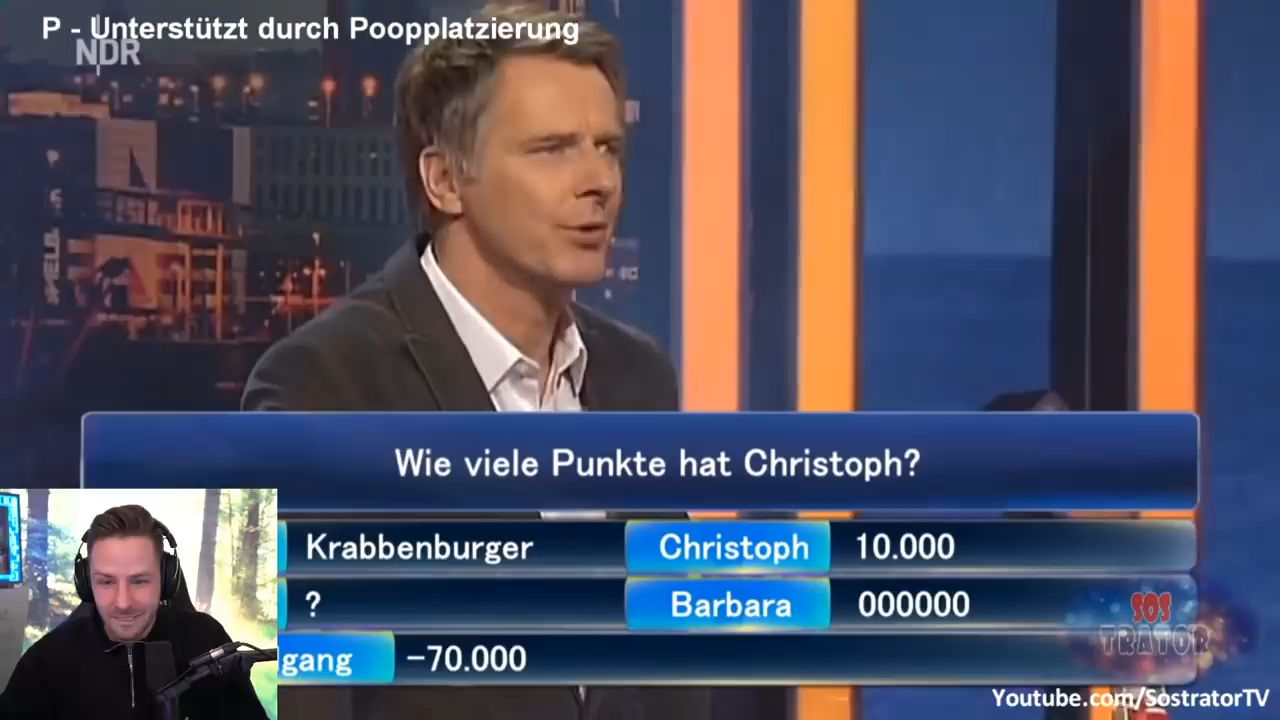 P - Unterstützt durch Poopplatzierung
NDR
Wie viele Punkte hat Christoph?
Krabbenburger
Christoph
10.000
?
Barbara
000000
gang
-70.000
SOS
TRATOR
Youtube.com/SostratorTV